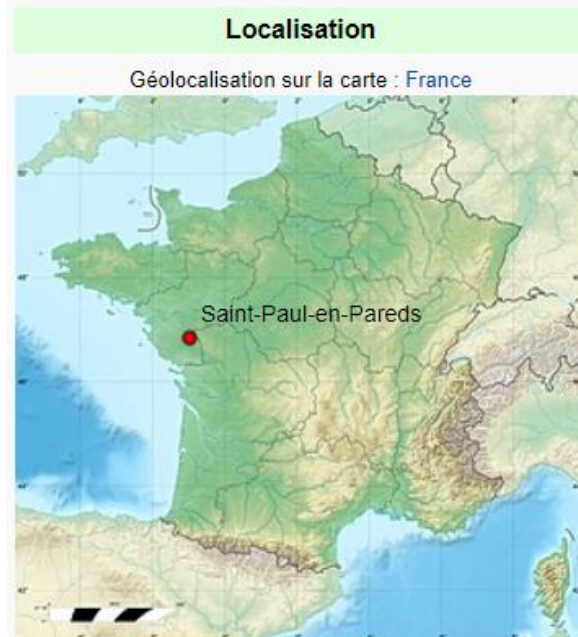 Localisation
Géolocalisation sur la carte : France
Saint-Paul-en-Pareds